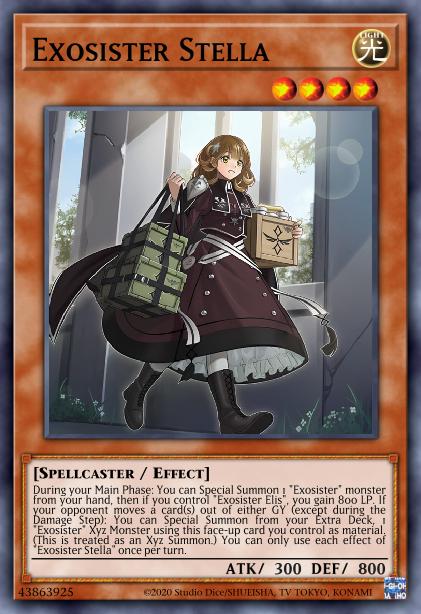 Exosister Stella
LIGHT
光
[Spellcaster / Effect]
During your Main Phase: You can Special Summon 1 "Exosister" monster
from your hand, then if you control "Exosister Elis", you gain 800 LP. If
your opponent moves a card(s) out of either GY (except during the
Damage Step): You can Special Summon from your Extra Deck, 1
"Exosister" Xyz Monster using this face-up card you control as material.
(This is treated as an Xyz Summon.) You can only use each effect of
"Exosister Stella" once per turn.
ATK/ 300 DEF/ 800
43863925
©2020 Studio Dice/SHUEISHA, TV TOKYO, KONAMI